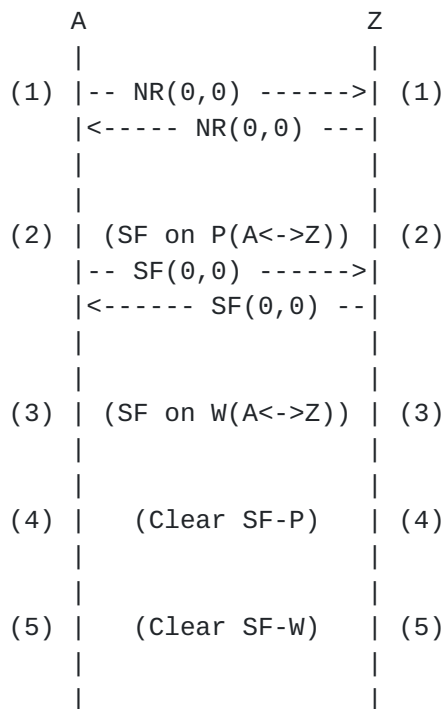 A                  Z
|                  |
(1) |-- NR(0,0) ------>| (1)
|<----- NR(0,0) ---|
|                  |
|                  |
(2) | (SF on P(A<->Z)) | (2)
|-- SF(0,0) ------>|
|<------ SF(0,0) --|
|                  |
|                  |
(3) | (SF on W(A<->Z)) | (3)
|                  |
|                  |
(4) |   (Clear SF-P)   | (4)
|                  |
|                  |
(5) |   (Clear SF-W)   | (5)
|                  |
|                  |